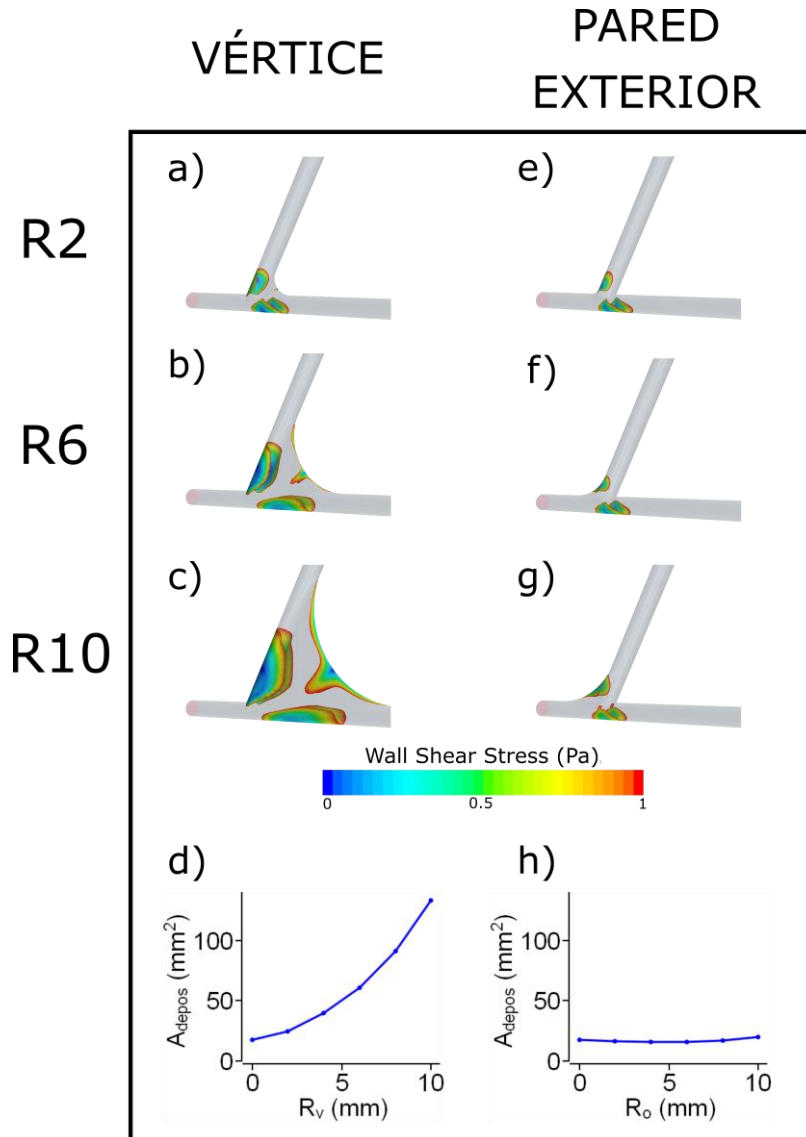 VÉRTICE
PARED
EXTERIOR
R2
a)
e)
R6
b)
f)
R10
c)
g)
Wall Shear Stress (Pa)
0
0.5
1
d)
h)
Adepos (mm²)
100
50
0
0
5
10
Rv (mm)
Adepos (mm²)
100
50
0
0
5
10
Ro (mm)